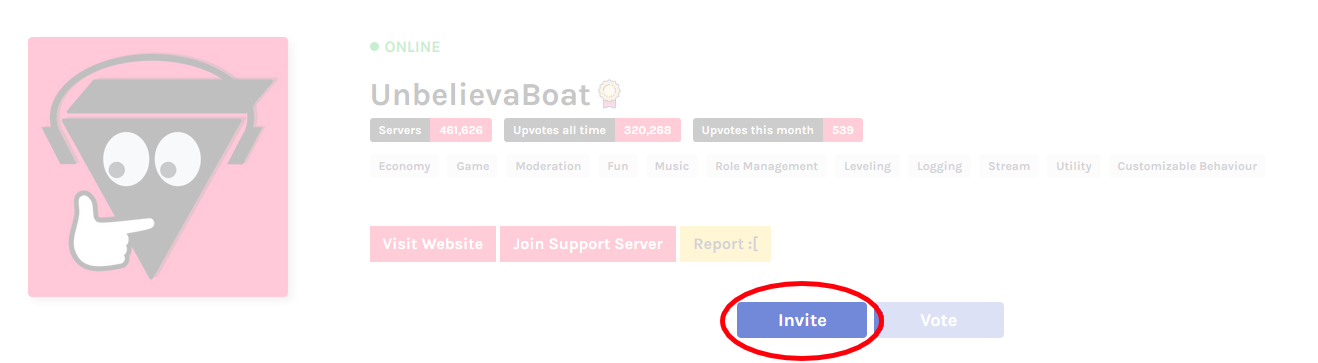 ONLINE
UnbelievaBoat
Servers 461,626 Upvotes all time 320,268 Upvotes this month 539
Economy Game Moderation Fun Music Role Management Leveling Logging Stream Utility Customizable Behaviour
Visit Website Join Support Server Report :[
Invite Vote